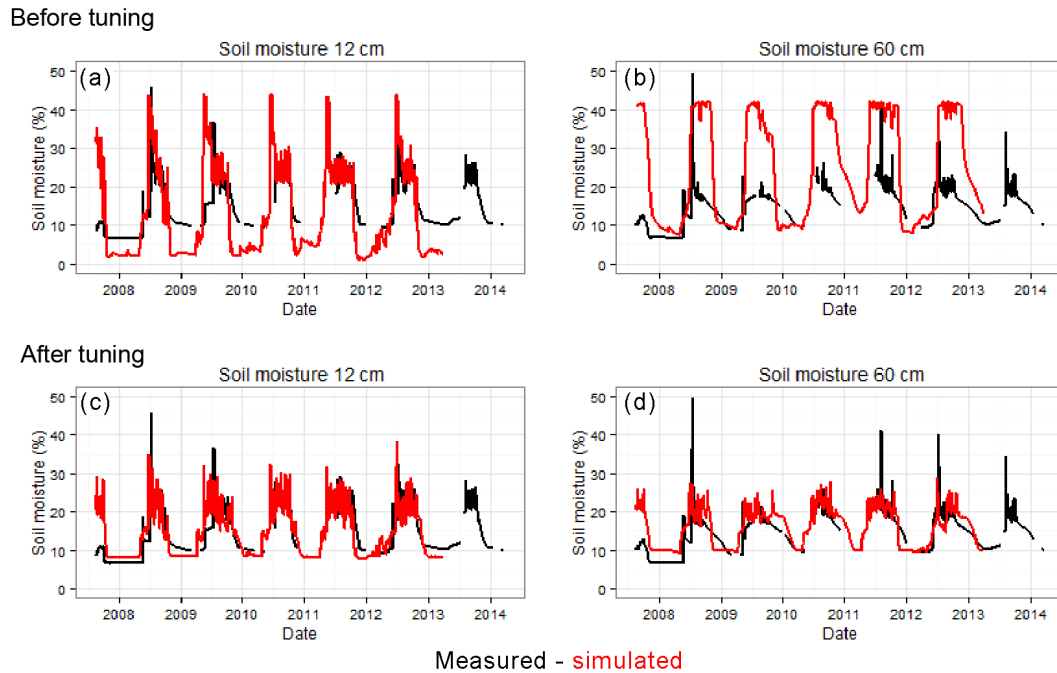 Before tuning
Soil moisture 12 cm
(a)
Soil moisture (%)
50
40
30
20
10
0
2008 2009 2010 2011 2012 2013 2014
Date
Soil moisture 60 cm
(b)
Soil moisture (%)
50
40
30
20
10
0
2008 2009 2010 2011 2012 2013 2014
Date
After tuning
Soil moisture 12 cm
(c)
Soil moisture (%)
50
40
30
20
10
0
2008 2009 2010 2011 2012 2013 2014
Date
Soil moisture 60 cm
(d)
Soil moisture (%)
50
40
30
20
10
0
2008 2009 2010 2011 2012 2013 2014
Date
Measured - simulated